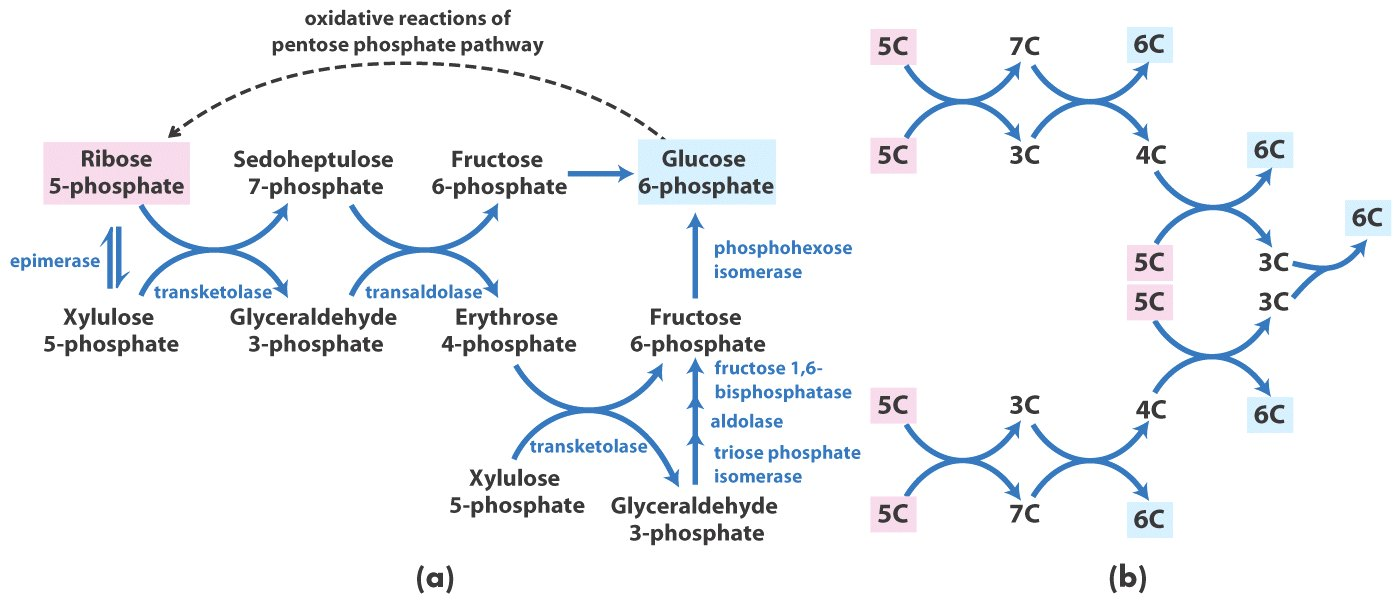 oxidative reactions of
pentose phosphate pathway
Ribose
5-phosphate
Sedoheptulose
7-phosphate
Fructose
6-phosphate
Glucose
6-phosphate
epimerase
transketolase
transaldolase
phosphohexose
isomerase
Xylulose
5-phosphate
Glyceraldehyde
3-phosphate
Erythrose
4-phosphate
Fructose
6-phosphate
fructose 1,6-
bisphosphatase
aldolase
triose phosphate
isomerase
transketolase
Xylulose
5-phosphate
Glyceraldehyde
3-phosphate
(a)
5C
7C
6C
5C
3C
4C
6C
6C
5C
3C
5C
3C
5C
3C
4C
6C
5C
7C
6C
(b)